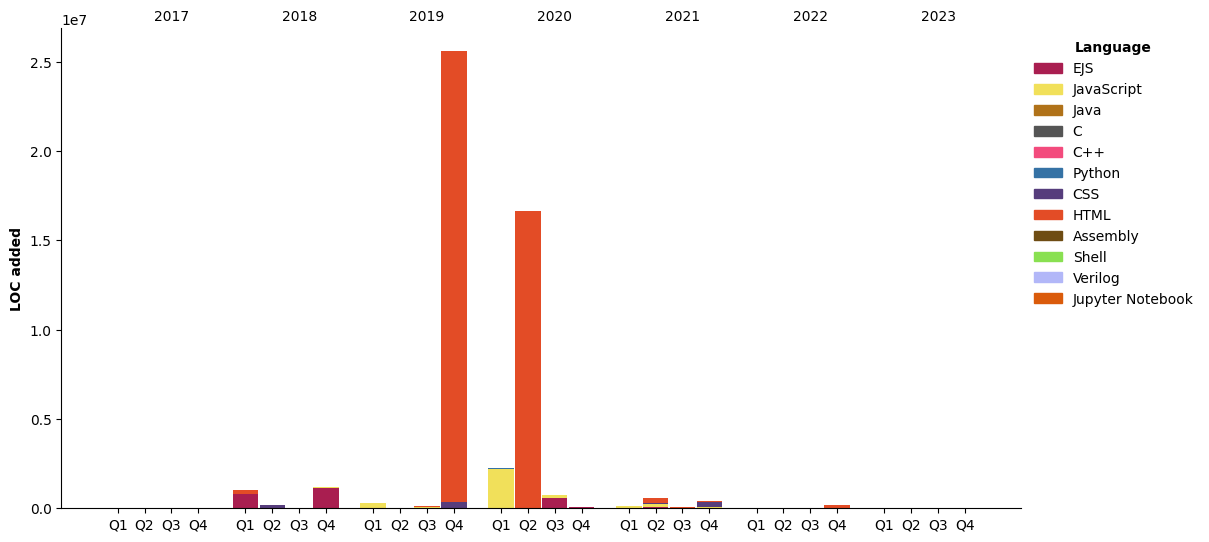 2017 2018 2019 2020 2021 2022 2023
1e7
2.5
2.0
1.5
1.0
0.5
0.0
LOC added
Q1 Q2 Q3 Q4 Q1 Q2 Q3 Q4 Q1 Q2 Q3 Q4 Q1 Q2 Q3 Q4 Q1 Q2 Q3 Q4 Q1 Q2 Q3 Q4 Q1 Q2 Q3 Q4
Language
EJS
JavaScript
Java
C
C++
Python
CSS
HTML
Assembly
Shell
Verilog
Jupyter Notebook